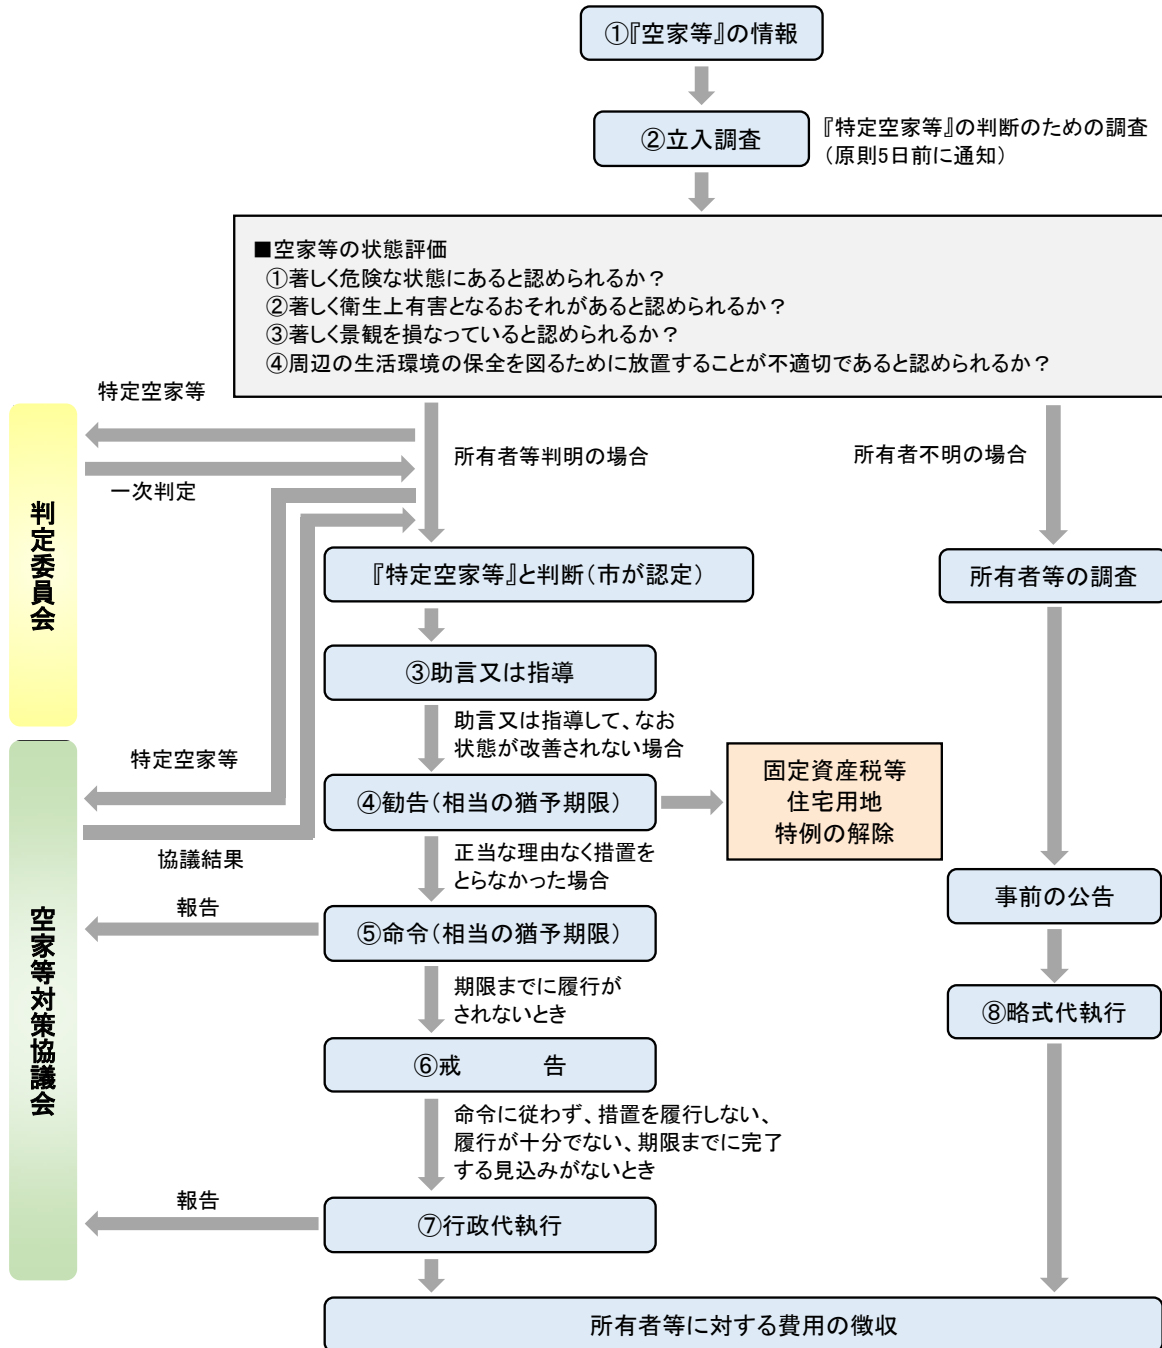 ①『空家等』の情報
②立入調査
『特定空家等』の判断のための調査
（原則5日前に通知）
■空家等の状態評価
①著しく危険な状態にあると認められるか？
②著しく衛生上有害となるおそれがあると認められるか？
③著しく景観を損なっていると認められるか？
④周辺の生活環境の保全を図るために放置することが不適切であると認められるか？
特定空家等
一次判定
判定委員会
所有者等判明の場合
所有者不明の場合
『特定空家等』と判断（市が認定）
所有者等の調査
③助言又は指導
助言又は指導して、なお
状態が改善されない場合
特定空家等
協議結果
④勧告（相当の猶予期限）
固定資産税等
住宅用地
特例の解除
正当な理由なく措置を
とらなかった場合
事前の公告
報告
⑤命令（相当の猶予期限）
空家等対策協議会
期限までに履行が
されないとき
⑧略式代執行
⑥戒　　　告
命令に従わず、措置を履行しない、
履行が十分でない、期限までに完了
する見込みがないとき
報告
⑦行政代執行
所有者等に対する費用の徴収